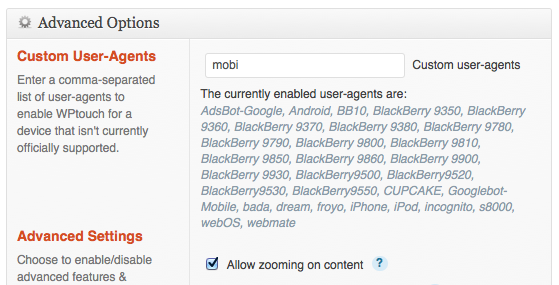 Advanced Options
Custom User-Agents
Enter a comma-separated
list of user-agents to
enable WPtouch for a
device that isn't currently
officially supported.
mobi Custom user-agents
The currently enabled user-agents are:
AdsBot-Google, Android, BB10, BlackBerry 9350, BlackBerry
9360, BlackBerry 9370, BlackBerry 9380, BlackBerry 9780,
BlackBerry 9790, BlackBerry 9800, BlackBerry 9810,
BlackBerry 9850, BlackBerry 9860, BlackBerry 9900,
BlackBerry 9930, BlackBerry9500, BlackBerry9520,
BlackBerry9530, BlackBerry9550, CUPCAKE, Googlebot-
Mobile, bada, dream, froyo, iPhone, iPod, incognito, s8000,
webOS, webmate
Advanced Settings
Choose to enable/disable
advanced features &
Allow zooming on content ?